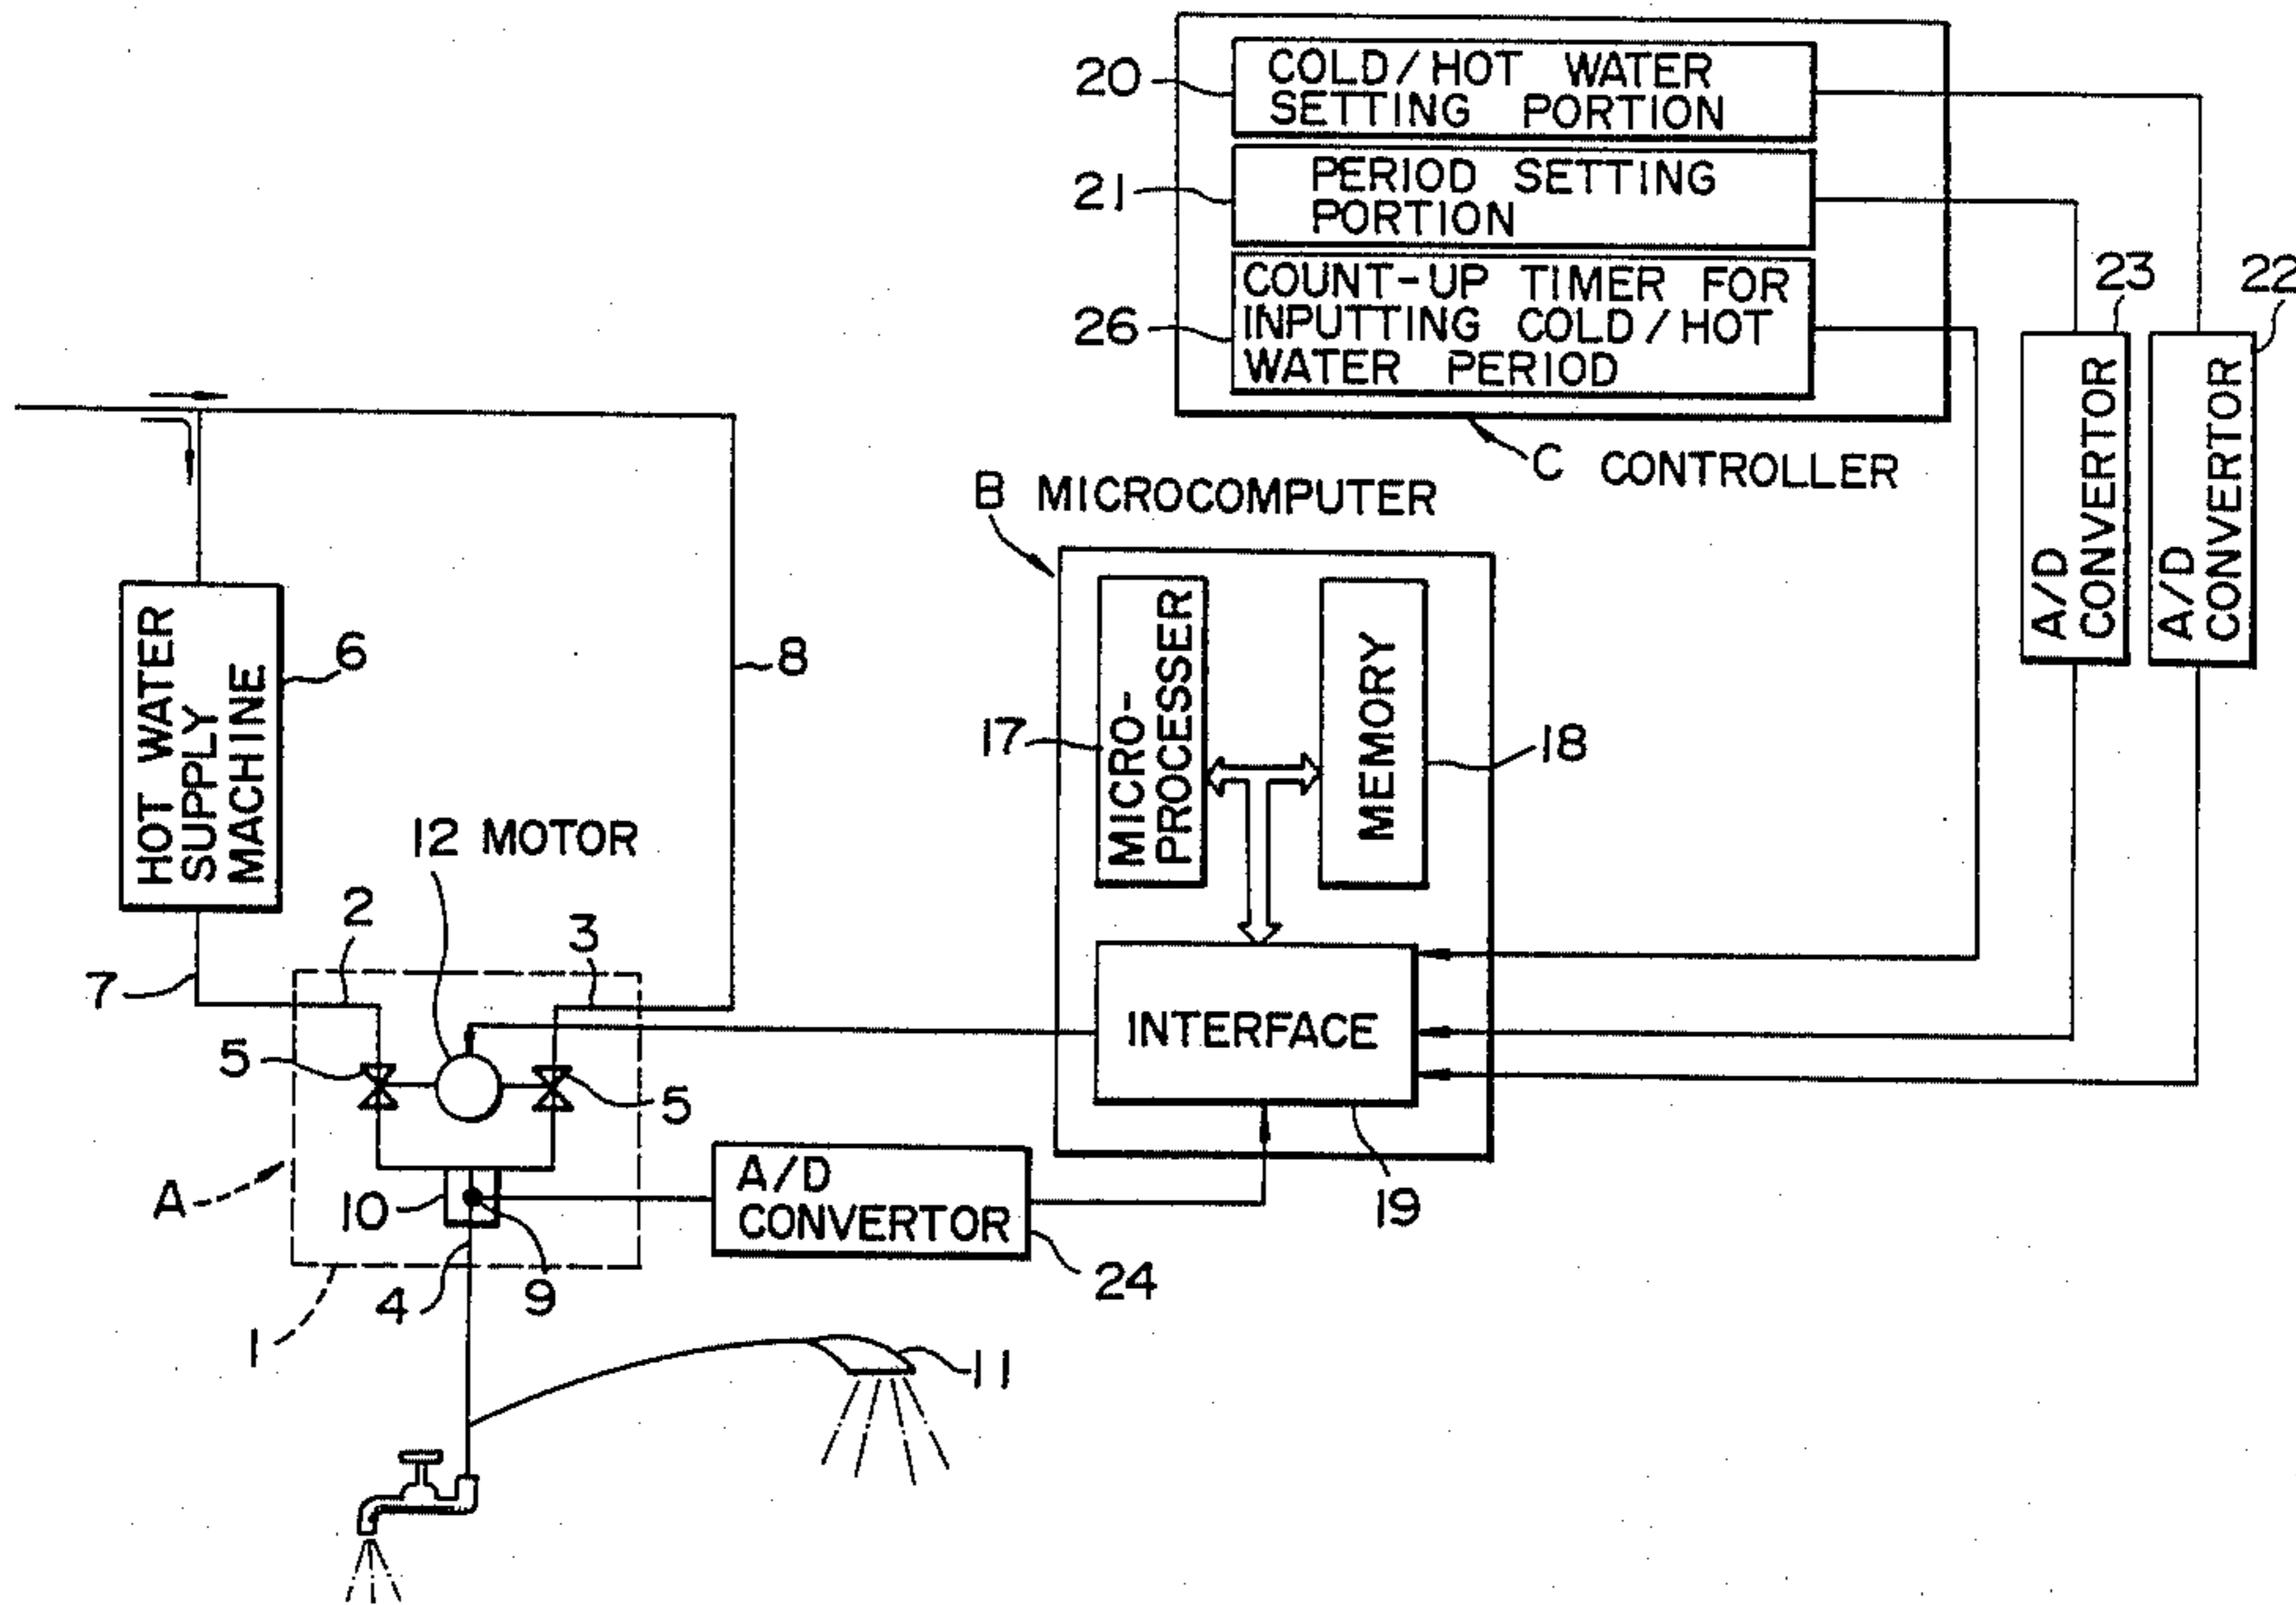 20
COLD/HOT WATER
SETTING PORTION
21
PERIOD SETTING
PORTION
26
COUNT-UP TIMER FOR
INPUTTING COLD/HOT
WATER PERIOD
23
22
A/D
CONVERTOR
A/D
CONVERTOR
C CONTROLLER
B MICROCOMPUTER
MICRO-
PROCESSER
17
MEMORY
18
HOT WATER
SUPPLY
MACHINE
6
8
12 MOTOR
2
3
7
5
5
INTERFACE
19
A
10
A/D
CONVERTOR
24
4
9
1
11